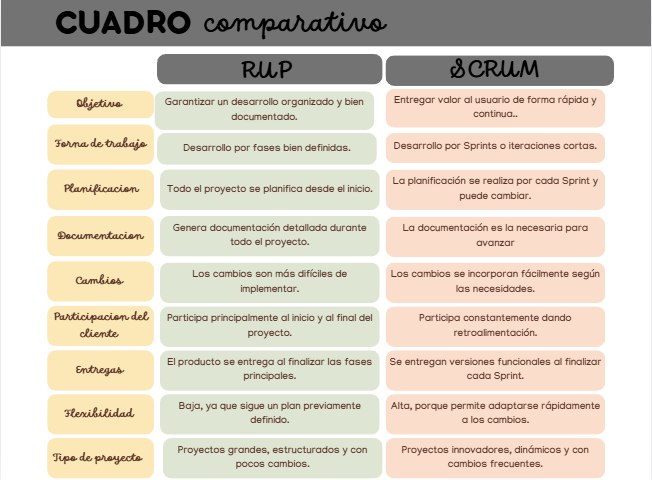 CUADRO comparativo
RUP
SCRUM
Objetivo
Garantizar un desarrollo organizado y bien
documentado.
Entregar valor al usuario de forma rápida y
continua..
Forna de trabajo
Desarrollo por fases bien definidas.
Desarrollo por Sprints o iteraciones cortas.
Planificacion
Todo el proyecto se planifica desde el inicio.
La planificación se realiza por cada Sprint y
puede cambiar.
Documentacion
Genera documentación detallada durante
todo el proyecto.
La documentación es la necesaria para
avanzar
Cambios
Los cambios son más difíciles de
implementar.
Los cambios se incorporan fácilmente según
las necesidades.
Participacion del
cliente
Participa principalmente al inicio y al final del
proyecto.
Participa constantemente dando
retroalimentación.
Entregas
El producto se entrega al finalizar las fases
principales.
Se entregan versiones funcionales al finalizar
cada Sprint.
Flexibilidad
Baja, ya que sigue un plan previamente
definido.
Alta, porque permite adaptarse rápidamente
a los cambios.
Tipo de proyecto
Proyectos grandes, estructurados y con
pocos cambios.
Proyectos innovadores, dinámicos y con
cambios frecuentes.